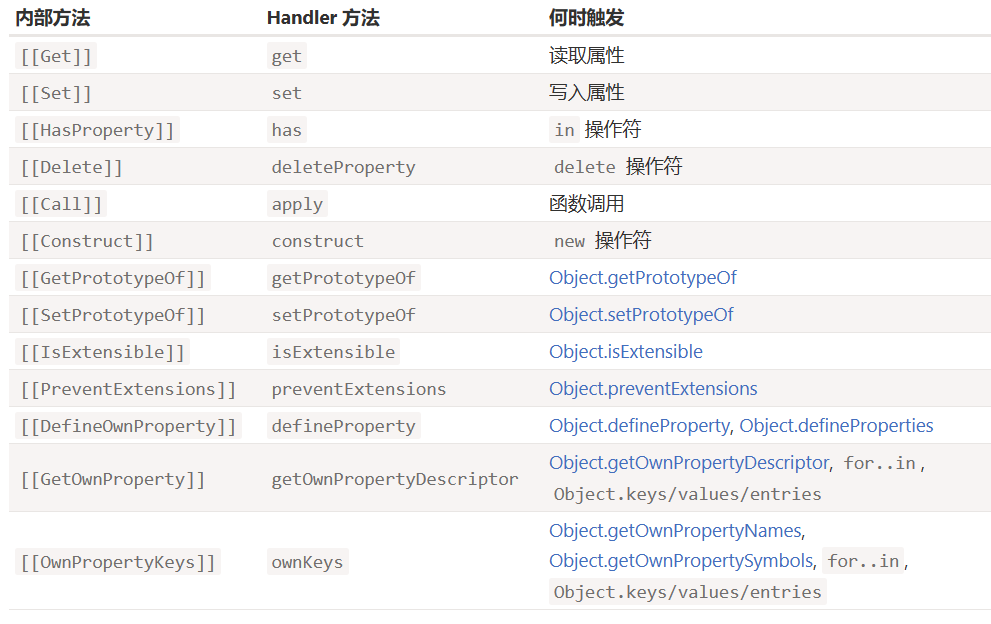 内部方法 Handler 方法 何时触发
[[Get]] get 读取属性
[[Set]] set 写入属性
[[HasProperty]] has in 操作符
[[Delete]] deleteProperty delete 操作符
[[Call]] apply 函数调用
[[Construct]] construct new 操作符
[[GetPrototypeOf]] getPrototypeOf Object.getPrototypeOf
[[SetPrototypeOf]] setPrototypeOf Object.setPrototypeOf
[[IsExtensible]] isExtensible Object.isExtensible
[[PreventExtensions]] preventExtensions Object.preventExtensions
[[DefineOwnProperty]] defineProperty Object.defineProperty, Object.defineProperties
[[GetOwnProperty]] getOwnPropertyDescriptor Object.getOwnPropertyDescriptor, for..in,
Object.keys/values/entries
[[OwnPropertyKeys]] ownKeys Object.getOwnPropertyNames,
Object.getOwnPropertySymbols, for..in,
Object.keys/values/entries